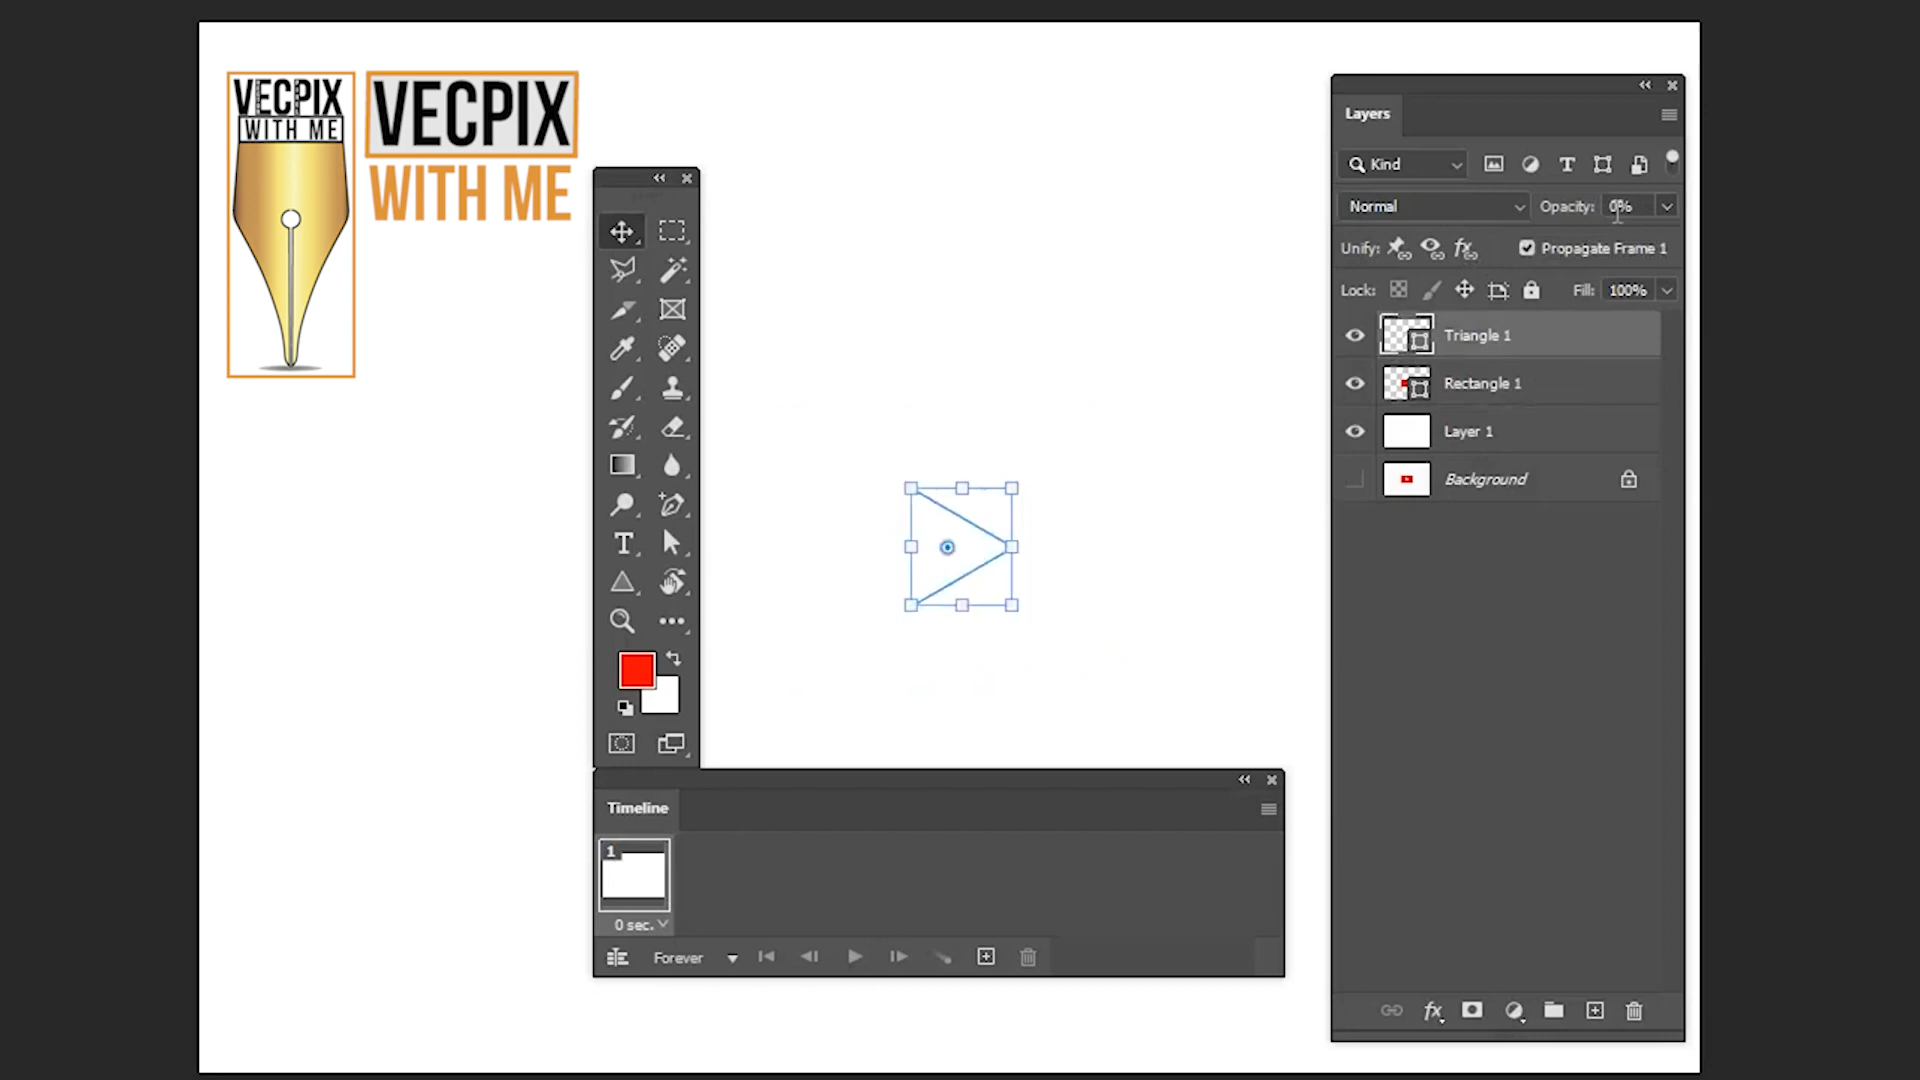 VECPIX
WITH ME
VECPIX
WITH ME
Layers
Kind
Normal
Opacity: 0%
Unify:
Propagate Frame 1
Lock:
Fill: 100%
Triangle 1
Rectangle 1
Layer 1
Background
Timeline
1
0 sec.
Forever